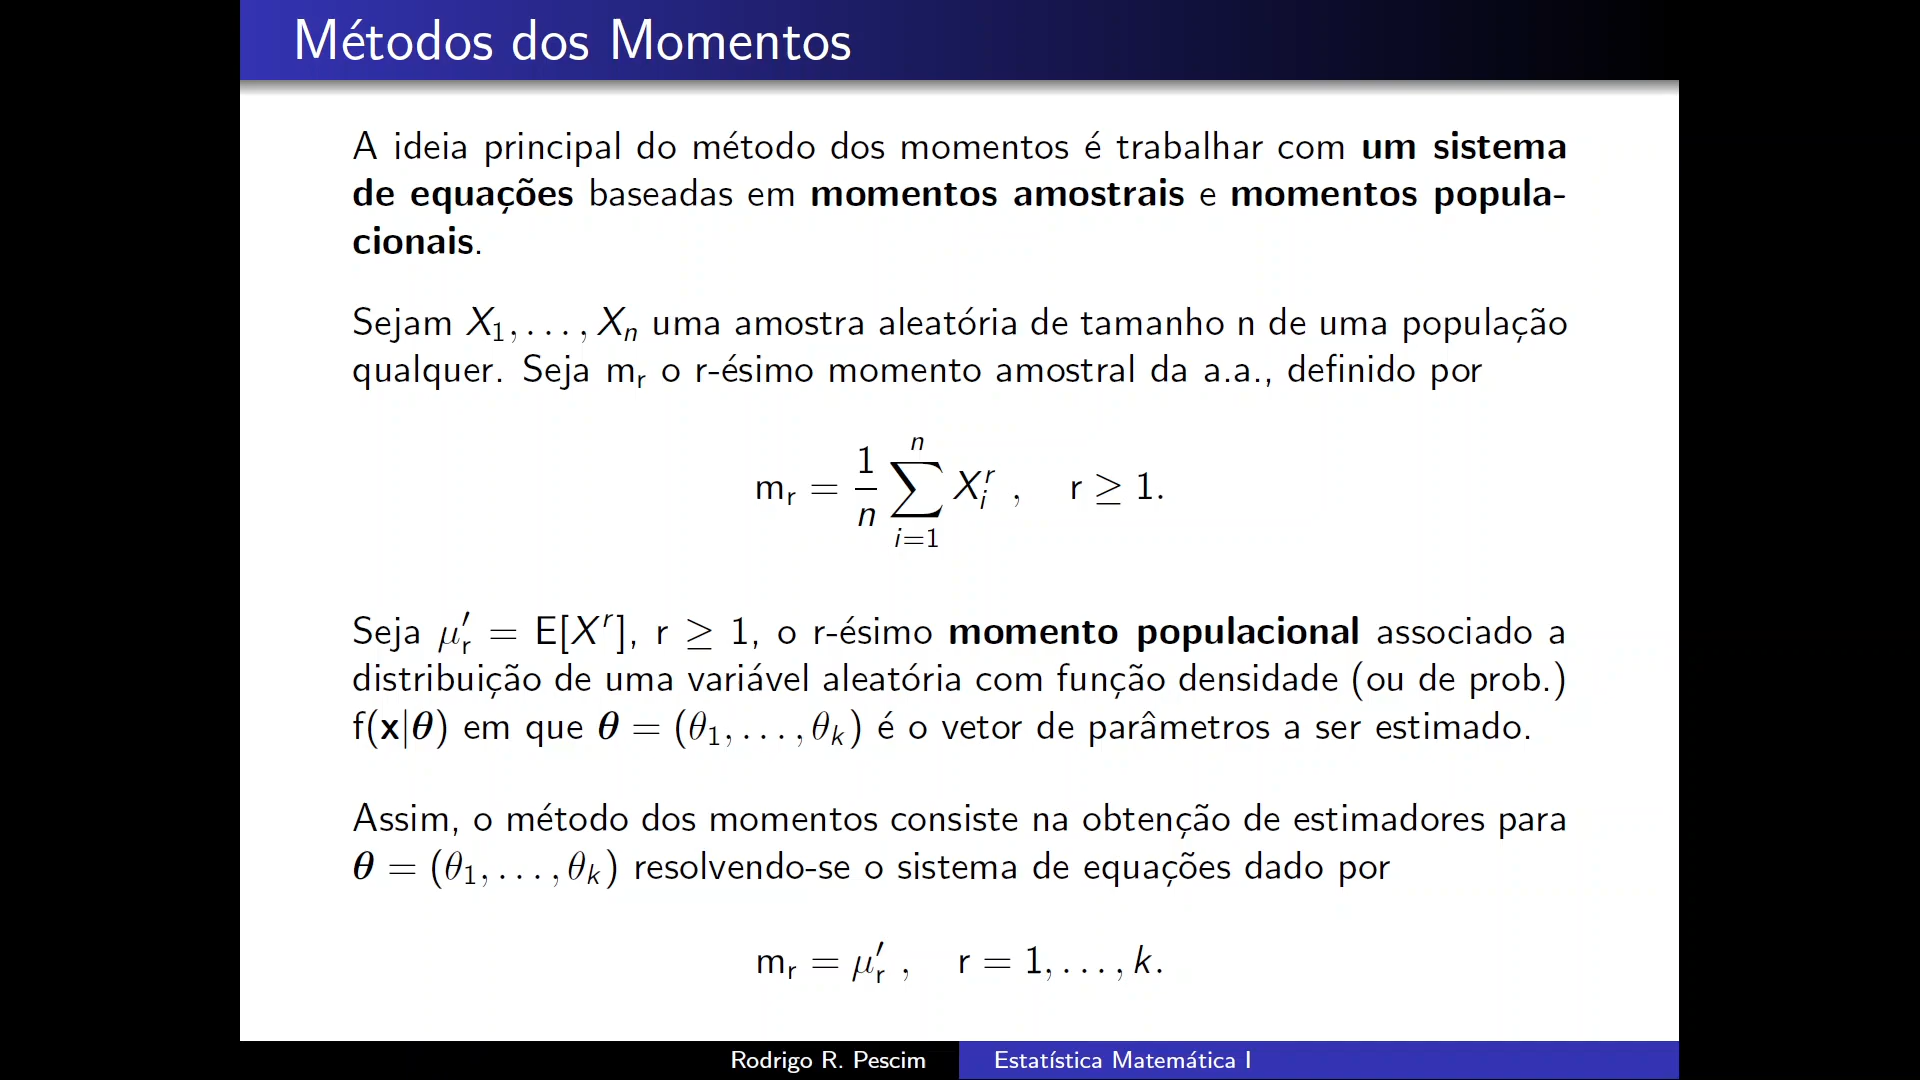 Métodos dos Momentos
A ideia principal do método dos momentos é trabalhar com um sistema
de equações baseadas em momentos amostrais e momentos popula-
cionais.
Sejam X₁, . . . , Xₙ uma amostra aleatória de tamanho n de uma população
qualquer. Seja mᵣ o r-ésimo momento amostral da a.a., definido por
mᵣ = \frac{1}{n} \sum_{i=1}^{n} X_i^r , r ≥ 1.
Seja μ′ᵣ = E[Xʳ], r ≥ 1, o r-ésimo momento populacional associado a
distribuição de uma variável aleatória com função densidade (ou de prob.)
f(x|θ) em que θ = (θ₁, . . . , θₖ) é o vetor de parâmetros a ser estimado.
Assim, o método dos momentos consiste na obtenção de estimadores para
θ = (θ₁, . . . , θₖ) resolvendo-se o sistema de equações dado por
mᵣ = μ′ᵣ , r = 1, . . . , k.
Rodrigo R. Pescim Estatística Matemática I